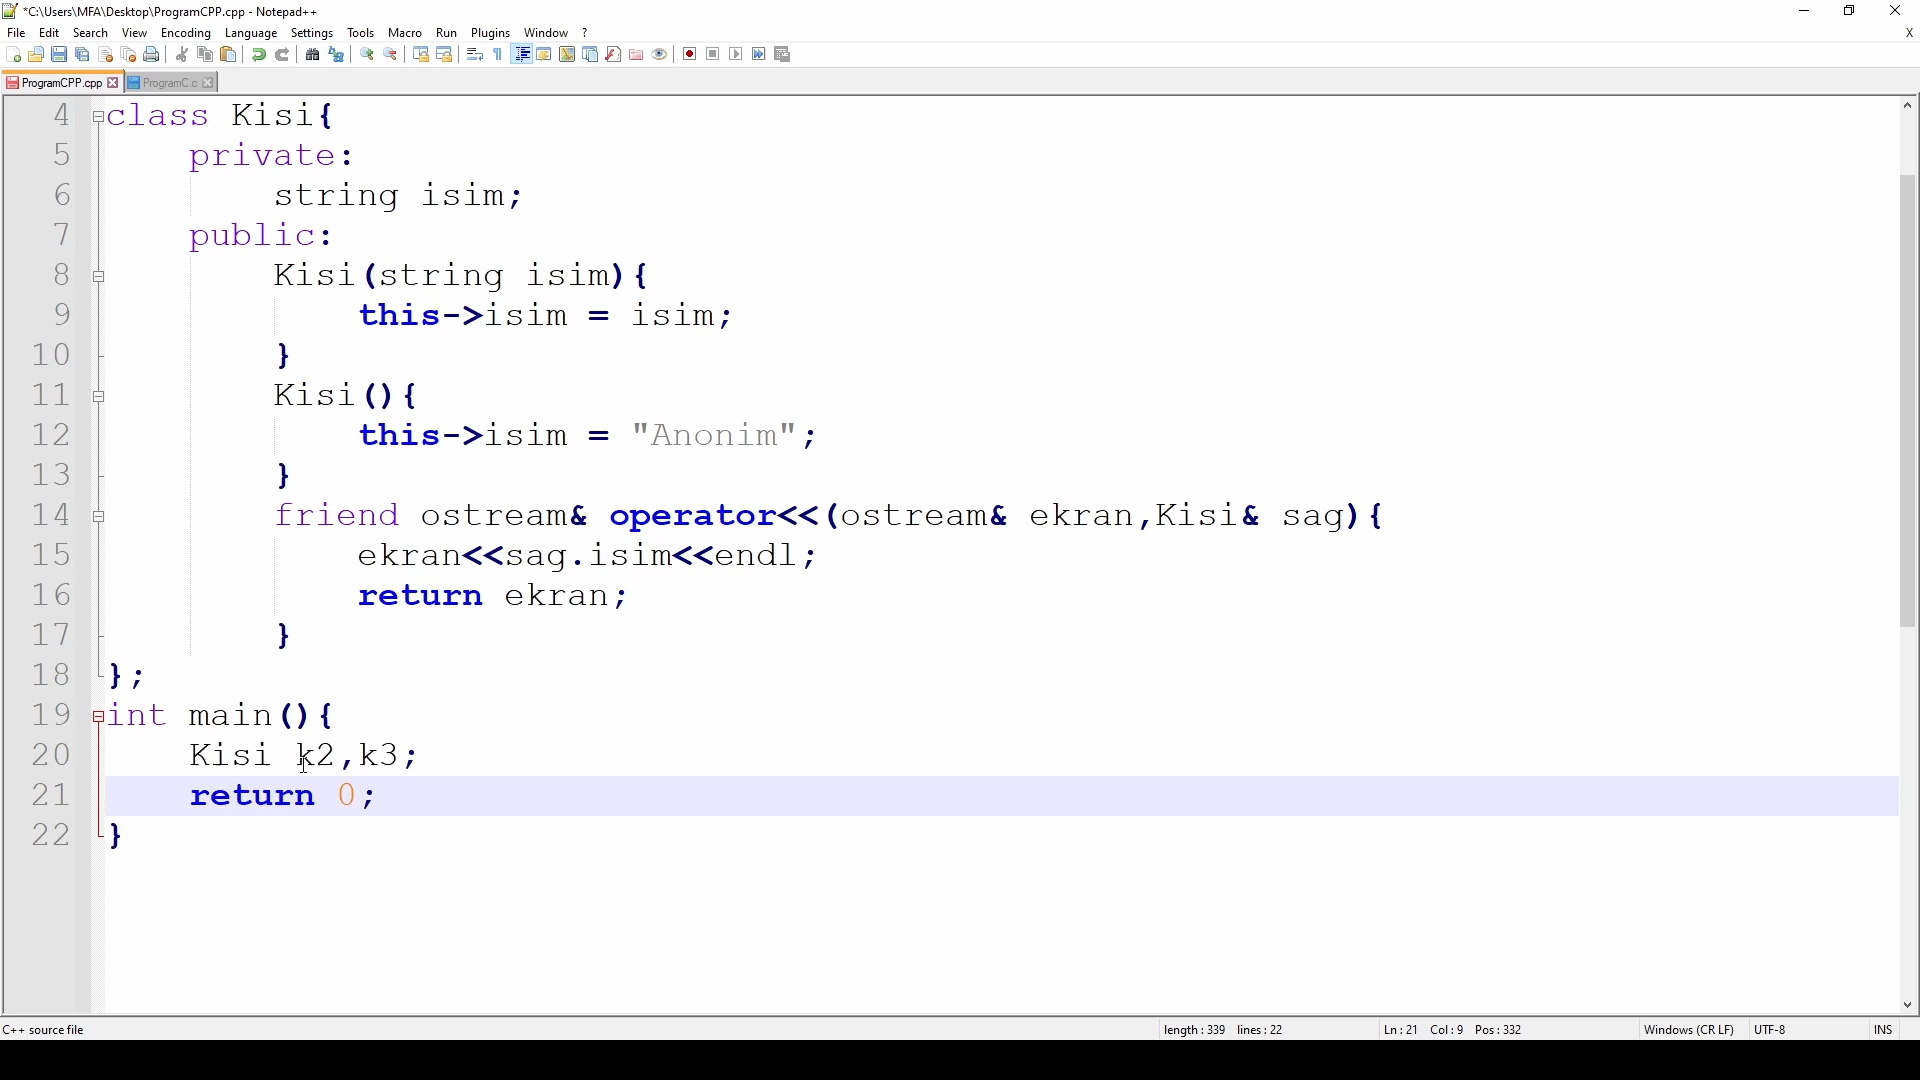 *C:\Users\MFA\Desktop\ProgramCPP.cpp - Notepad++
File Edit Search View Encoding Language Settings Tools Macro Run Plugins Window ? X
ProgramCPP.cpp ProgramC.c
4 class Kisi{
5 private:
6 string isim;
7 public:
8 Kisi(string isim){
9 this->isim = isim;
10 }
11 Kisi(){
12 this->isim = "Anonim";
13 }
14 friend ostream& operator<<(ostream& ekran,Kisi& sag){
15 ekran<<sag.isim<<endl;
16 return ekran;
17 }
18 };
19 int main(){
20 Kisi k2,k3;
21 return 0;
22 }
C++ source file length : 339 lines : 22 Ln : 21 Col : 9 Pos : 332 Windows (CR LF) UTF-8 INS